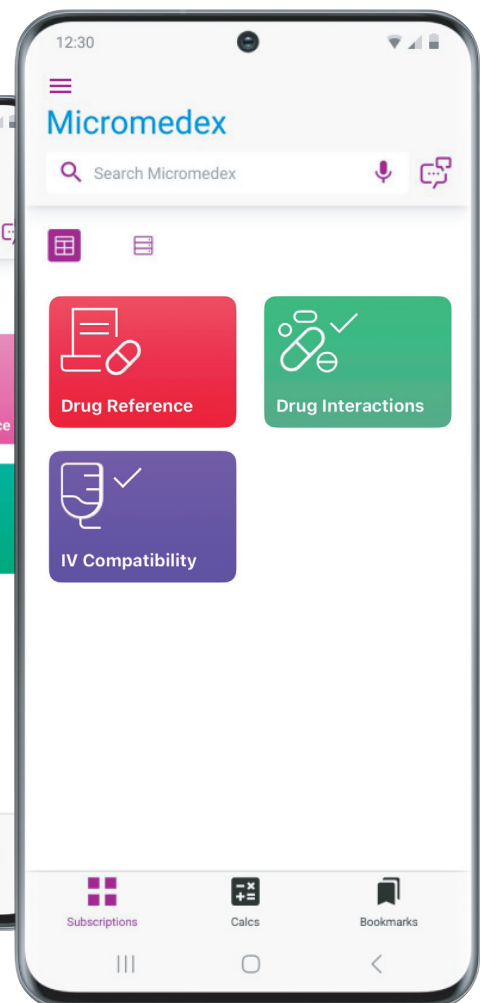 12:30
Micromedex
Search Micromedex
Drug Reference
Drug Interactions
IV Compatibility
Subscriptions
Calcs
Bookmarks